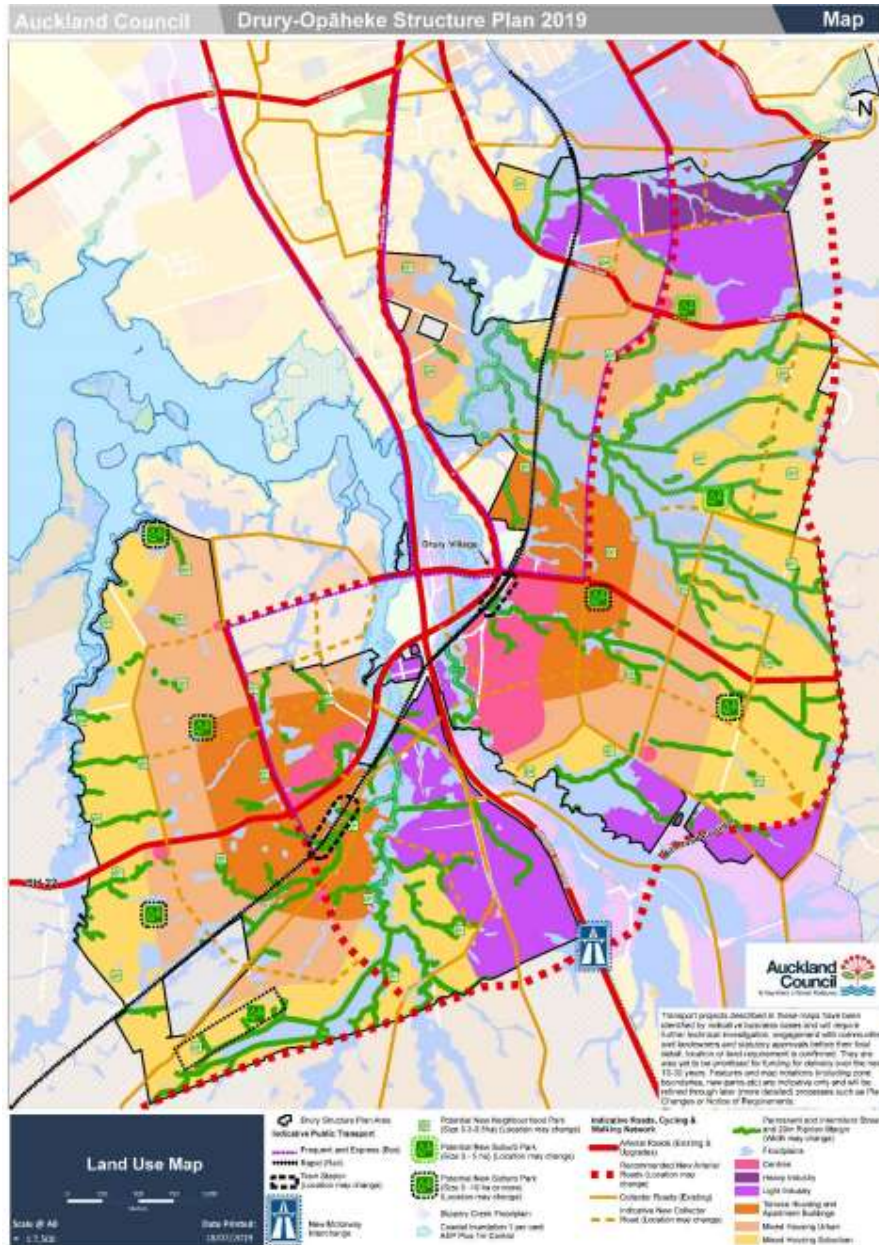 Auckland Council
Drury-Opāheke Structure Plan 2019
Map
N
Drury Village
SH 22
Auckland
Council
Transport projects described in these maps have been
identified by indicative business cases and will require
further technical investigation, engagement with communities
and landowners and statutory approvals before their final
detail, location or land requirement is confirmed. They are
also yet to be prioritised for funding for delivery over the next
10-30 years. Features and map notations (including zone
boundaries, new parks etc) are indicative only and will be
refined through later (more detailed) processes such as Plan
Changes or Notice of Requirements.
Land Use Map
Scale @ A0
Date Printed:
Drury Structure Plan Area
Indicative Public Transport
Frequent and Express (Bus)
Rapid (Rail)
Train Station
(Location may change)
New Motorway
Interchange
Potential New Neighbourhood Park
(Location may change)
Potential New Suburb Park
(Size 3 - 5 ha) (Location may change)
Potential New Suburb Park
(Location may change)
Slippery Creek Floodplain
Coastal Inundation 1 per cent
AEP Plus 1m Control
Indicative Roads, Cycling &
Walking Network
Arterial Roads (Existing &
Upgrades)
Recommended New Arterial
Roads (Location may
change)
Collector Roads (Existing)
Indicative New Collector
Road (Location may change)
Permanent and Intermittent Streams
and 20m Riparian Margin
(Width may change)
Floodplains
Centres
Heavy Industry
Light Industry
Terrace Housing and
Apartment Buildings
Mixed Housing Urban
Mixed Housing Suburban